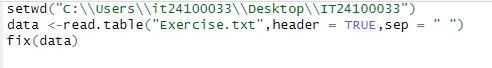 setwd("C:\\Users\\it24100033\\Desktop\\IT24100033")
data <-read.table("Exercise.txt",header = TRUE,sep = " ")
fix(data)